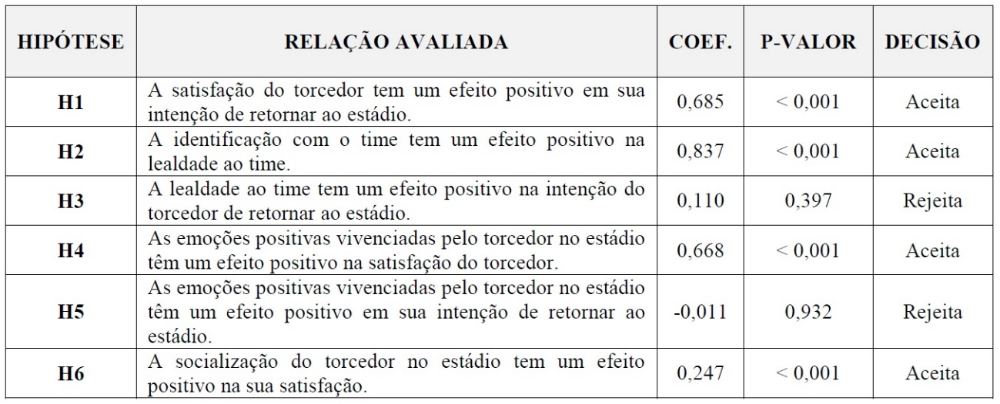 HIPÓTESE RELAÇÃO AVALIADA COEF. P-VALOR DECISÃO
H1 A satisfação do torcedor tem um efeito positivo em sua intenção de retornar ao estádio. 0,685 < 0,001 Aceita
H2 A identificação com o time tem um efeito positivo na lealdade ao time. 0,837 < 0,001 Aceita
H3 A lealdade ao time tem um efeito positivo na intenção do torcedor de retornar ao estádio. 0,110 0,397 Rejeita
H4 As emoções positivas vivenciadas pelo torcedor no estádio têm um efeito positivo na satisfação do torcedor. 0,668 < 0,001 Aceita
H5 As emoções positivas vivenciadas pelo torcedor no estádio têm um efeito positivo em sua intenção de retornar ao estádio. -0,011 0,932 Rejeita
H6 A socialização do torcedor no estádio tem um efeito positivo na sua satisfação. 0,247 < 0,001 Aceita